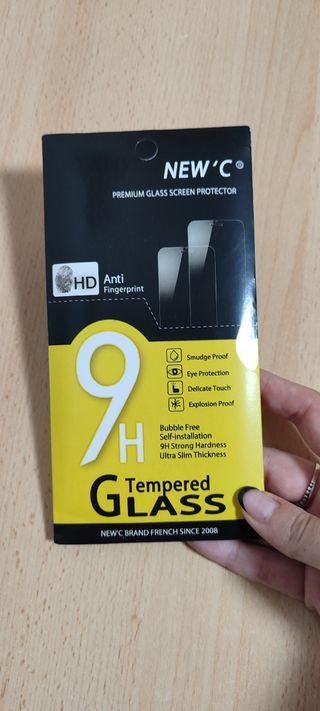 NEW'C®
PREMIUM GLASS SCREEN PROTECTOR
HD Anti
Fingerprint
9H
Smudge Proof
Eye Protection
Delicate Touch
Explosion Proof
Bubble Free
Self-installation
9H Strong Hardness
Ultra Slim Thickness
Tempered
GLASS
NEW'C BRAND FRENCH SINCE 2008